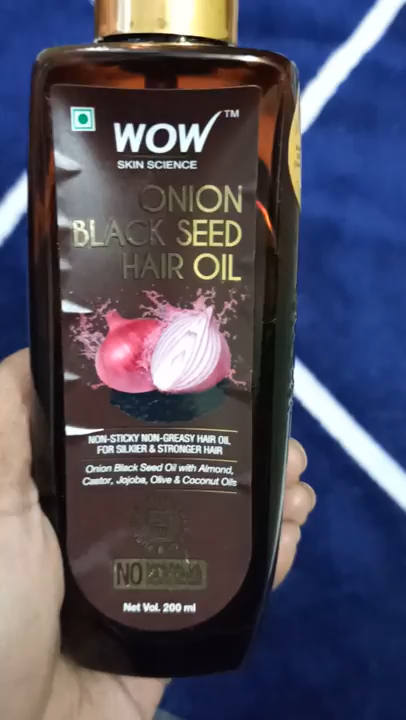 WOW™
SKIN SCIENCE
ONION
BLACK SEED
HAIR OIL
NON-STICKY NON-GREASY HAIR OIL
FOR SILKIER & STRONGER HAIR
Onion Black Seed Oil with Almond,
Castor, Jojoba, Olive & Coconut Oils
NO
Net Vol. 200 ml